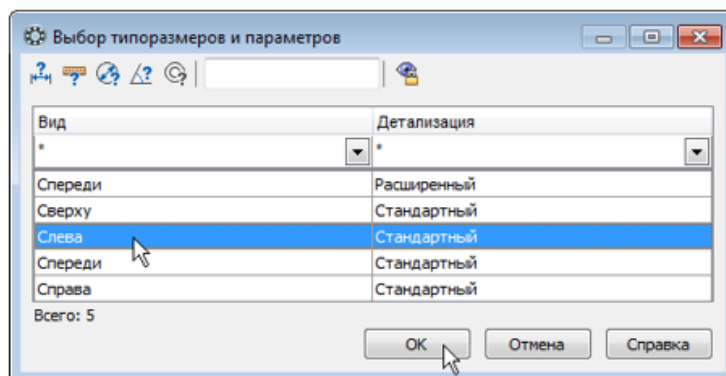 Выбор типоразмеров и параметров
Вид Детализация
* *
Спереди Расширенный
Сверху Стандартный
Слева Стандартный
Спереди Стандартный
Справа Стандартный
Всего: 5
OK Отмена Справка